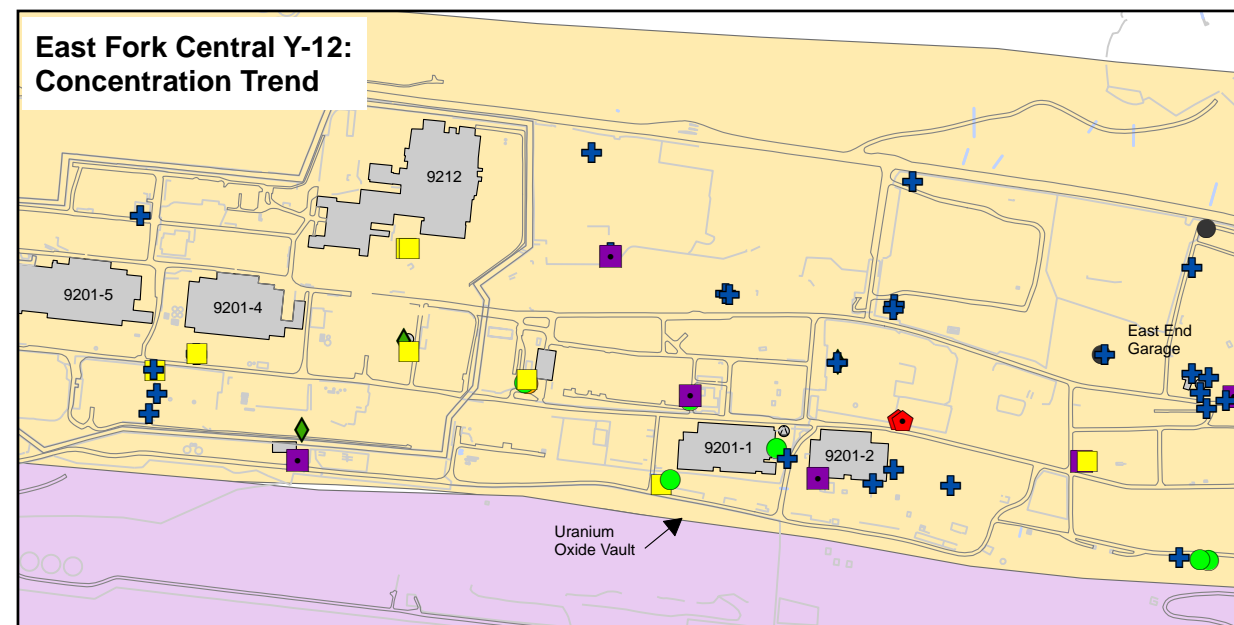 East Fork Central Y-12:
Concentration Trend
9212
9201-5
9201-4
East End
Garage
9201-1
9201-2
Uranium
Oxide Vault